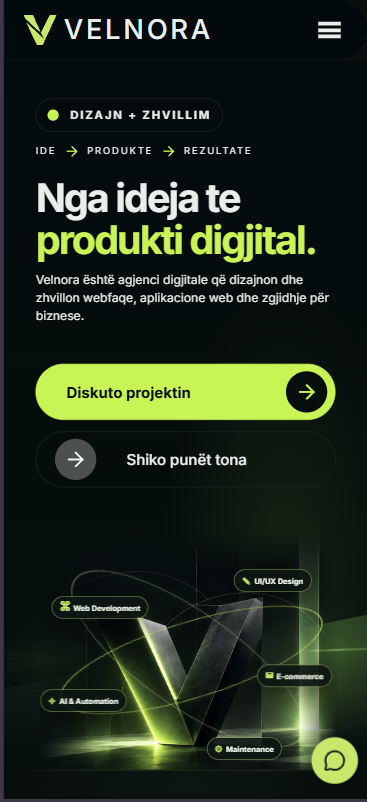 VELNORA
DIZAJN + ZHVILLIM
IDE → PRODUKTE → REZULTATE
Nga ideja te
produkti digjital.
Velnora është agjenci digjitale që dizajnon dhe
zhvillon webfaqe, aplikacione web dhe zgjidhje për
biznese.
Diskuto projektin
Shiko punët tona
UI/UX Design
Web Development
E-commerce
AI & Automation
Maintenance